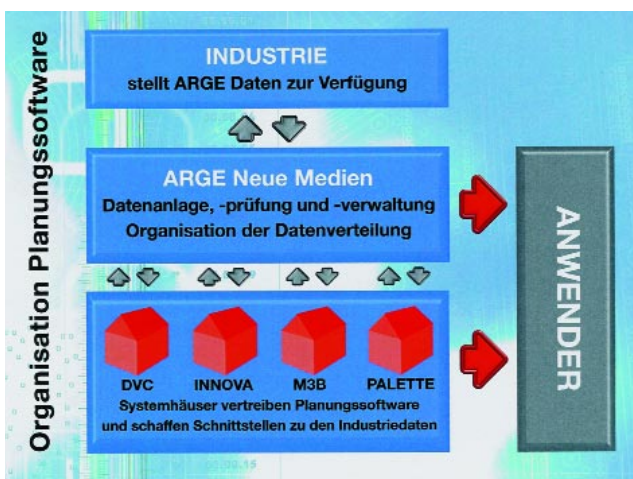 Organisation Planungssoftware
INDUSTRIE
stellt ARGE Daten zur Verfügung
ARGE Neue Medien
Datenanlage, -prüfung und -verwaltung
Organisation der Datenverteilung
DVC INNOVA M3B PALETTE
Systemhäuser vertreiben Planungssoftware
und schaffen Schnittstellen zu den Industriedaten
ANWENDER